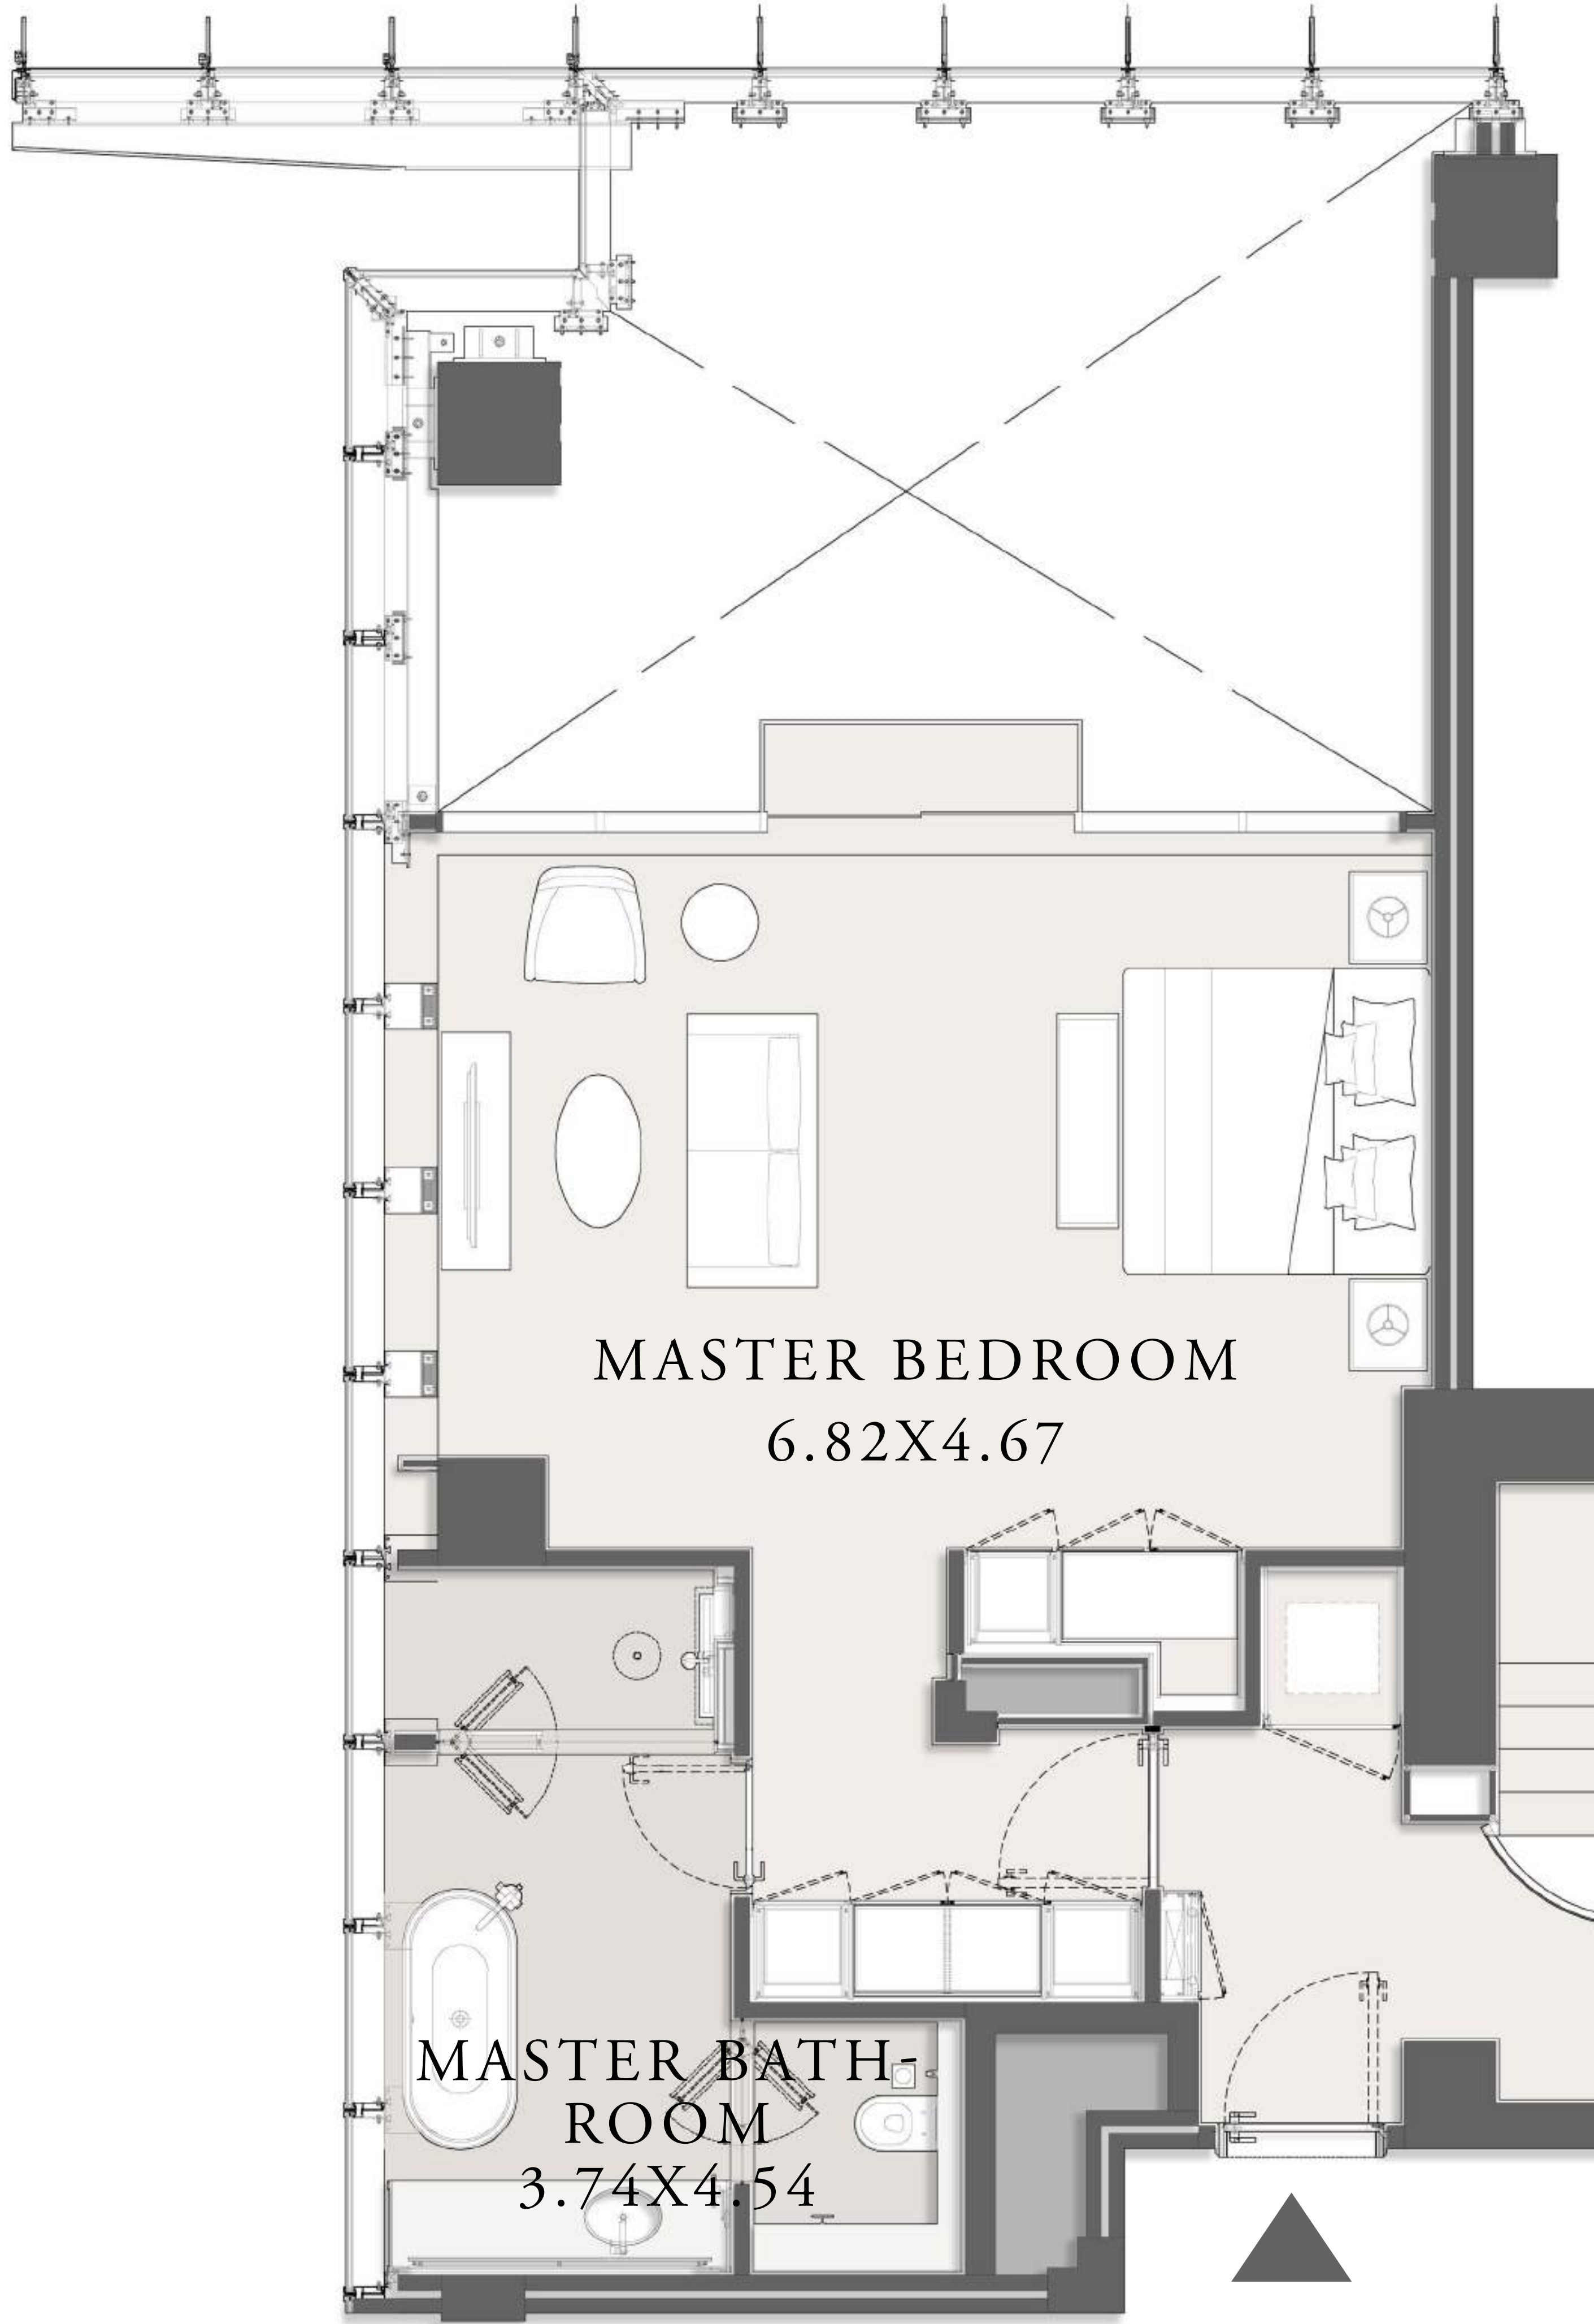 MASTER BEDROOM
6.82X4.67
MASTER BATH-
ROOM
3.74X4.54